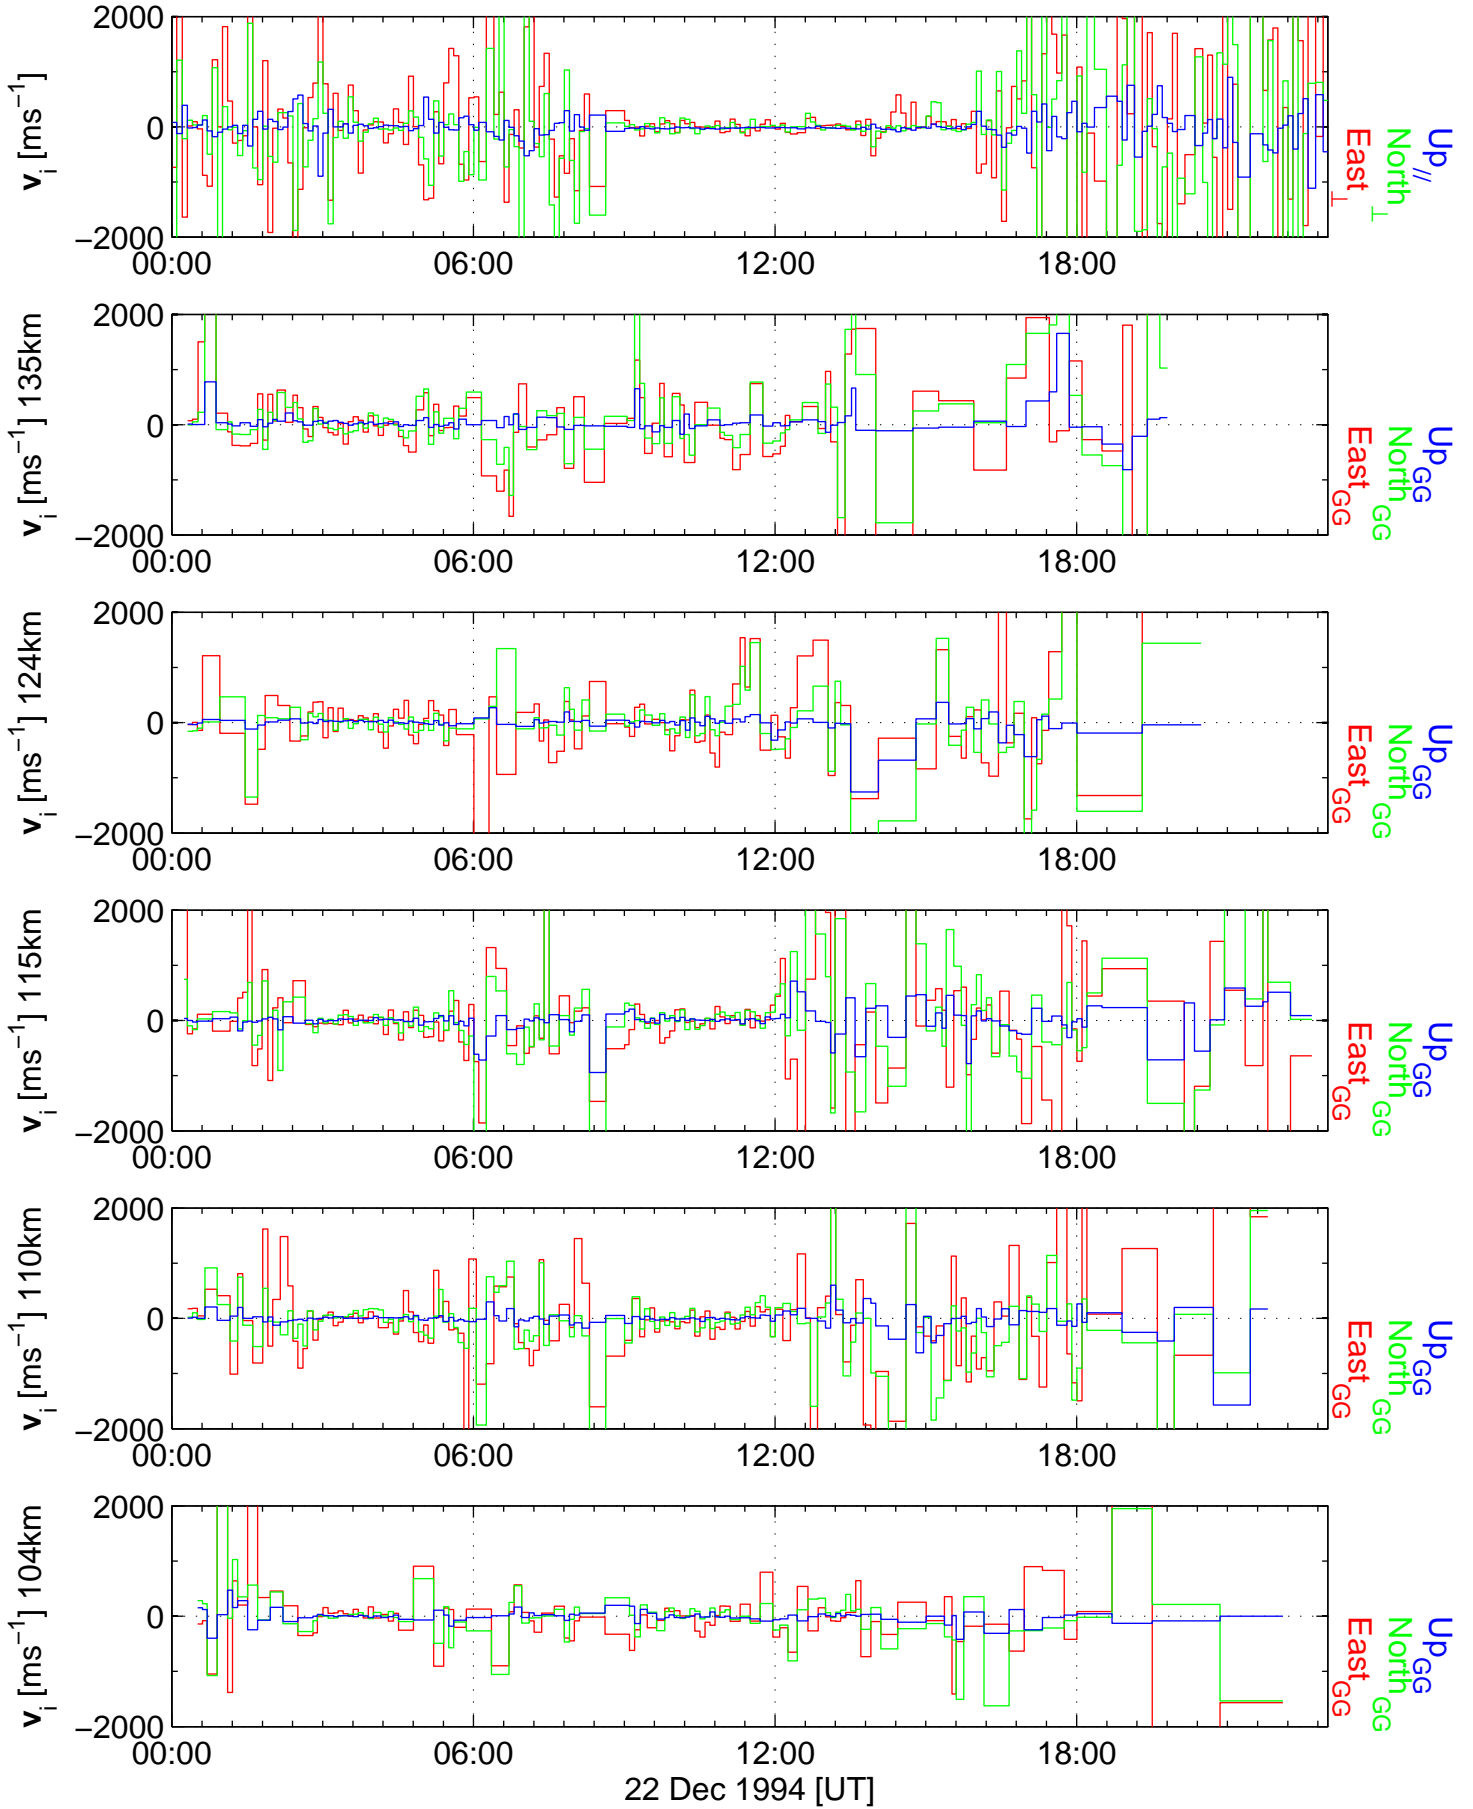 2000
0
−2000
v_i [ms⁻¹]
00:00 06:00 12:00 18:00
East_⊥
North_⊥
Up_//
2000
0
−2000
v_i [ms⁻¹] 135km
00:00 06:00 12:00 18:00
East_GG
North_GG
Up_GG
2000
0
−2000
v_i [ms⁻¹] 124km
00:00 06:00 12:00 18:00
East_GG
North_GG
Up_GG
2000
0
−2000
v_i [ms⁻¹] 115km
00:00 06:00 12:00 18:00
East_GG
North_GG
Up_GG
2000
0
−2000
v_i [ms⁻¹] 110km
00:00 06:00 12:00 18:00
East_GG
North_GG
Up_GG
2000
0
−2000
v_i [ms⁻¹] 104km
00:00 06:00 12:00 18:00
East_GG
North_GG
Up_GG
22 Dec 1994 [UT]